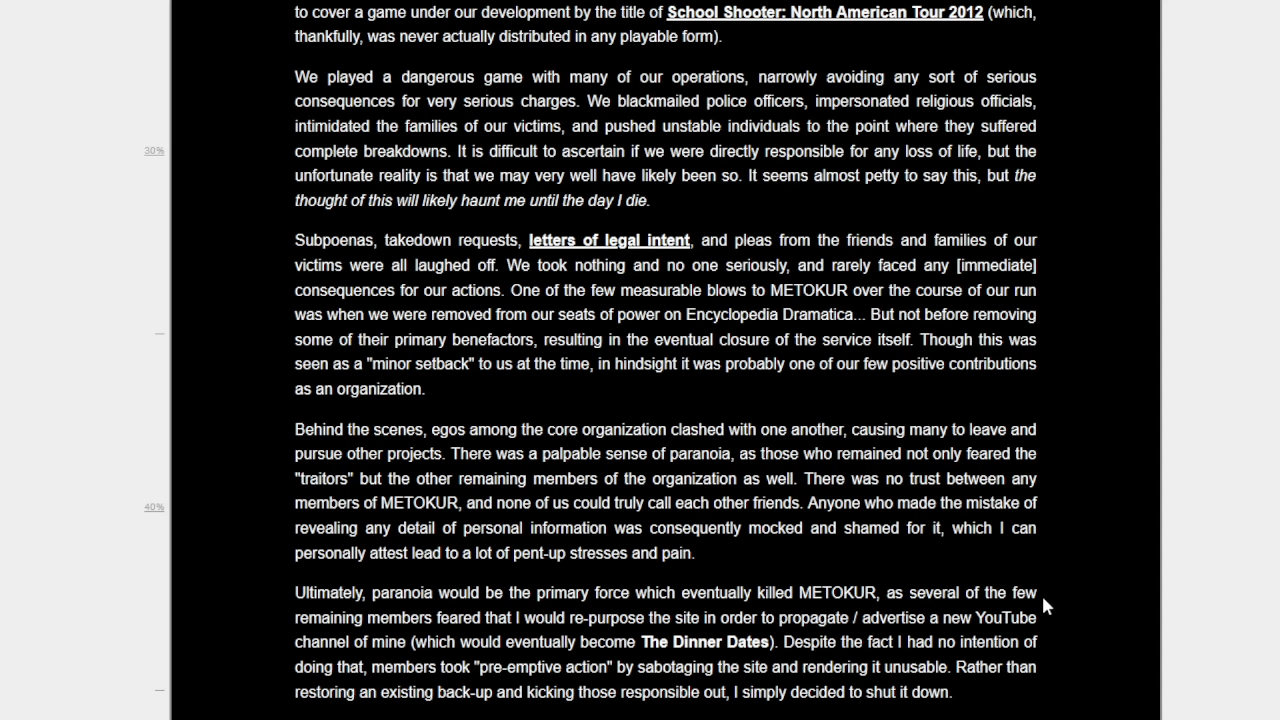 to cover a game under our development by the title of School Shooter: North American Tour 2012 (which,
thankfully, was never actually distributed in any playable form).
We played a dangerous game with many of our operations, narrowly avoiding any sort of serious
consequences for very serious charges. We blackmailed police officers, impersonated religious officials,
intimidated the families of our victims, and pushed unstable individuals to the point where they suffered
30%
complete breakdowns. It is difficult to ascertain if we were directly responsible for any loss of life, but the
unfortunate reality is that we may very well have likely been so. It seems almost petty to say this, but the
thought of this will likely haunt me until the day I die.
Subpoenas, takedown requests, letters of legal intent, and pleas from the friends and families of our
victims were all laughed off. We took nothing and no one seriously, and rarely faced any [immediate]
consequences for our actions. One of the few measurable blows to METOKUR over the course of our run
was when we were removed from our seats of power on Encyclopedia Dramatica... But not before removing
some of their primary benefactors, resulting in the eventual closure of the service itself. Though this was
seen as a "minor setback" to us at the time, in hindsight it was probably one of our few positive contributions
as an organization.
Behind the scenes, egos among the core organization clashed with one another, causing many to leave and
pursue other projects. There was a palpable sense of paranoia, as those who remained not only feared the
"traitors" but the other remaining members of the organization as well. There was no trust between any
40%
members of METOKUR, and none of us could truly call each other friends. Anyone who made the mistake of
revealing any detail of personal information was consequently mocked and shamed for it, which I can
personally attest lead to a lot of pent-up stresses and pain.
Ultimately, paranoia would be the primary force which eventually killed METOKUR, as several of the few
remaining members feared that I would re-purpose the site in order to propagate / advertise a new YouTube
channel of mine (which would eventually become The Dinner Dates). Despite the fact I had no intention of
doing that, members took "pre-emptive action" by sabotaging the site and rendering it unusable. Rather than
restoring an existing back-up and kicking those responsible out, I simply decided to shut it down.